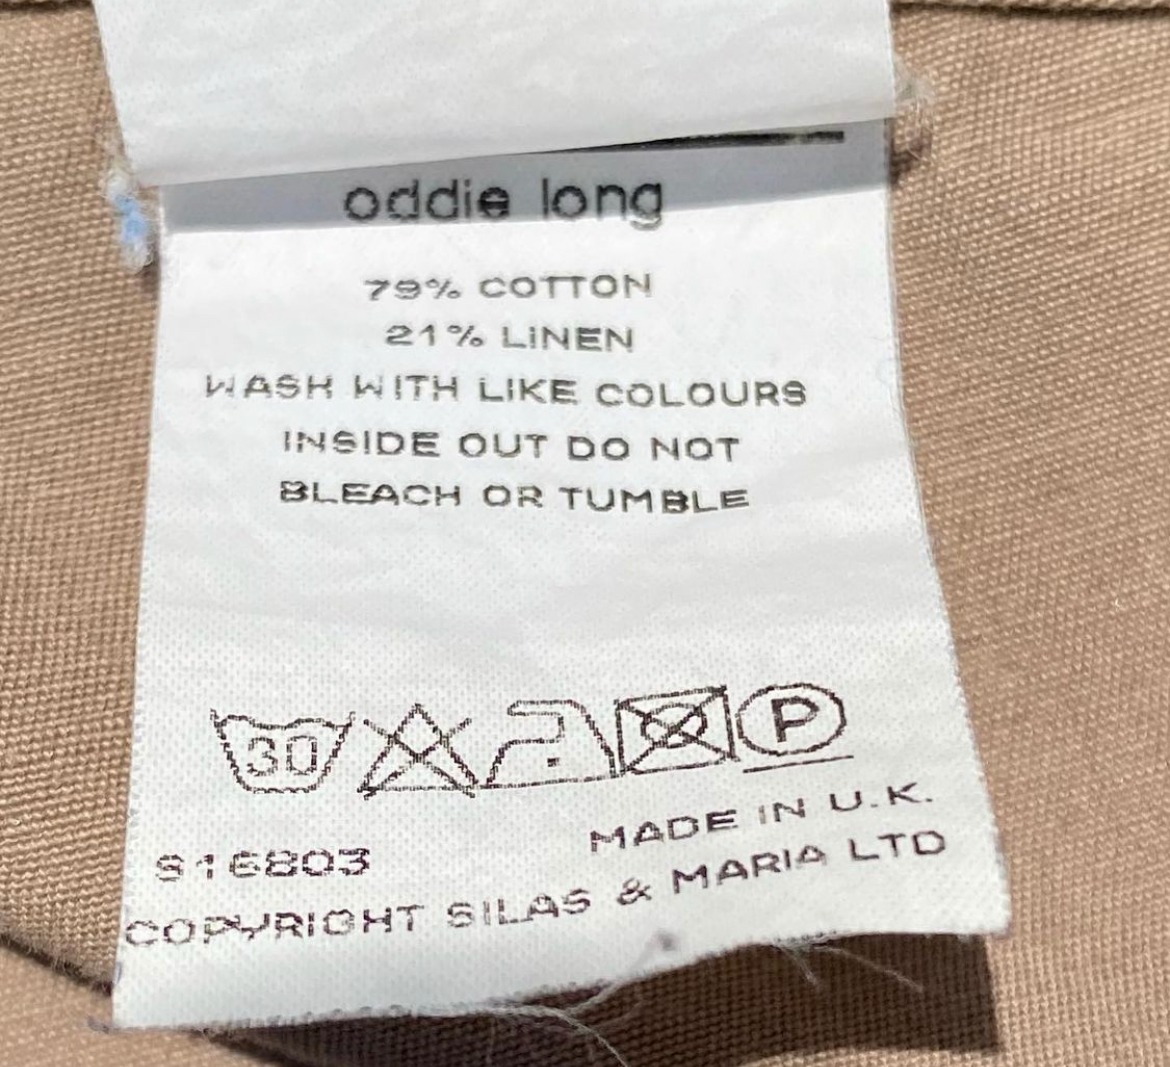 oddie long
79% COTTON
21% LINEN
WASH WITH LIKE COLOURS
INSIDE OUT DO NOT
BLEACH OR TUMBLE
30 P
MADE IN U.K.
S16803
COPYRIGHT SILAS & MARIA LTD